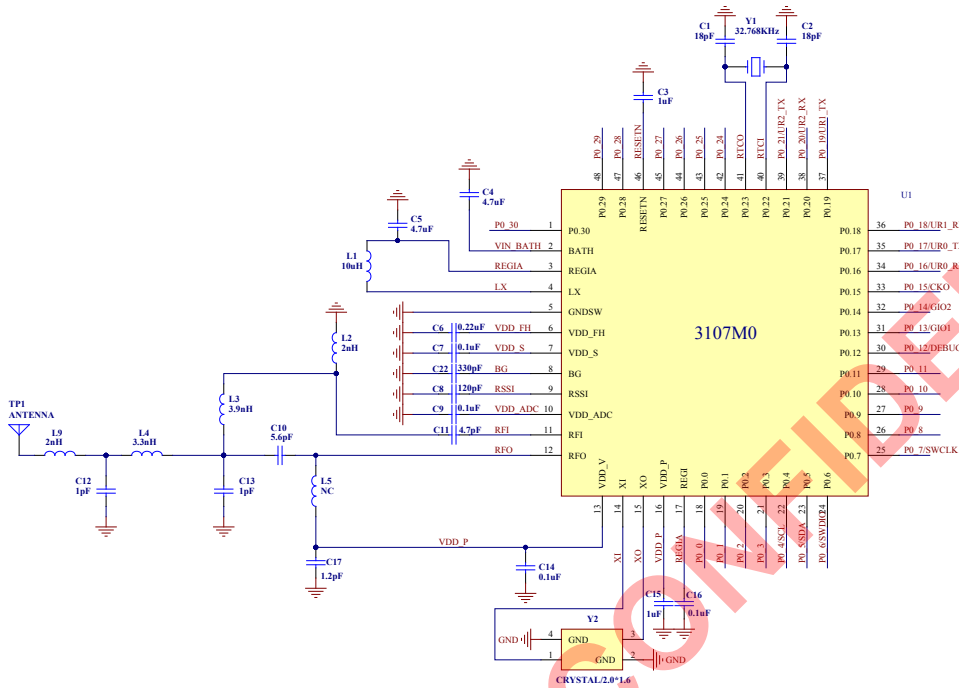 C1
18pF
Y1
32.768KHz
C2
18pF
C3
1uF
P0_29
P0_28
RESETN
P0_27
P0_26
P0_25
P0_24
RTCO
RTCI
P0_21/UR2_TX
P0_20/UR2_RX
P0_19/UR1_TX
48
47
46
45
44
43
42
41
40
39
38
37
P0.29
P0.28
RESETN
P0.27
P0.26
P0.25
P0.24
P0.23
P0.22
P0.21
P0.20
P0.19
U1
3107M0
C4
4.7uF
C5
4.7uF
L1
10uH
P0_30 1 P0.30
VIN_BATH 2 BATH
REGIA 3 REGIA
LX 4 LX
5 GNDSW
C6 0.22uF VDD_FH 6 VDD_FH
C7 0.1uF VDD_S 7 VDD_S
C22 330pF BG 8 BG
C8 120pF RSSI 9 RSSI
C9 0.1uF VDD_ADC 10 VDD_ADC
C11 4.7pF RFI 11 RFI
RFO 12 RFO
P0.18 36 P0_18/UR1_R
P0.17 35 P0_17/UR0_T
P0.16 34 P0_16/UR0_R
P0.15 33 P0_15/CKO
P0.14 32 P0_14/GIO2
P0.13 31 P0_13/GIO1
P0.12 30 P0_12/DEBUG
P0.11 29 P0_11
P0.10 28 P0_10
P0.9 27 P0_9
P0.8 26 P0_8
P0.7 25 P0_7/SWCLK
L2
2nH
L3
3.9nH
TP1
ANTENNA
L9
2nH
L4
3.3nH
C10
5.6pF
C12
1pF
C13
1pF
L5
NC
VDD_P
C17
1.2pF
C14
0.1uF
VDD_V
XI
XO
VDD_P
REGI
P0.0
P0.1
P0.2
P0.3
P0.4
P0.5
P0.6
13
14
15
16
17
18
19
20
21
22
23
24
XI
XO
VDD_P
REGIA
P0_0
P0_1
P0_2
P0_3
P0_4/SCL
P0_5/SDA
P0_6/SWDIO
C15
1uF
C16
0.1uF
Y2
GND 4 GND 3
1 GND 2 GND
CRYSTAL/2.0*1.6
CONFIDE